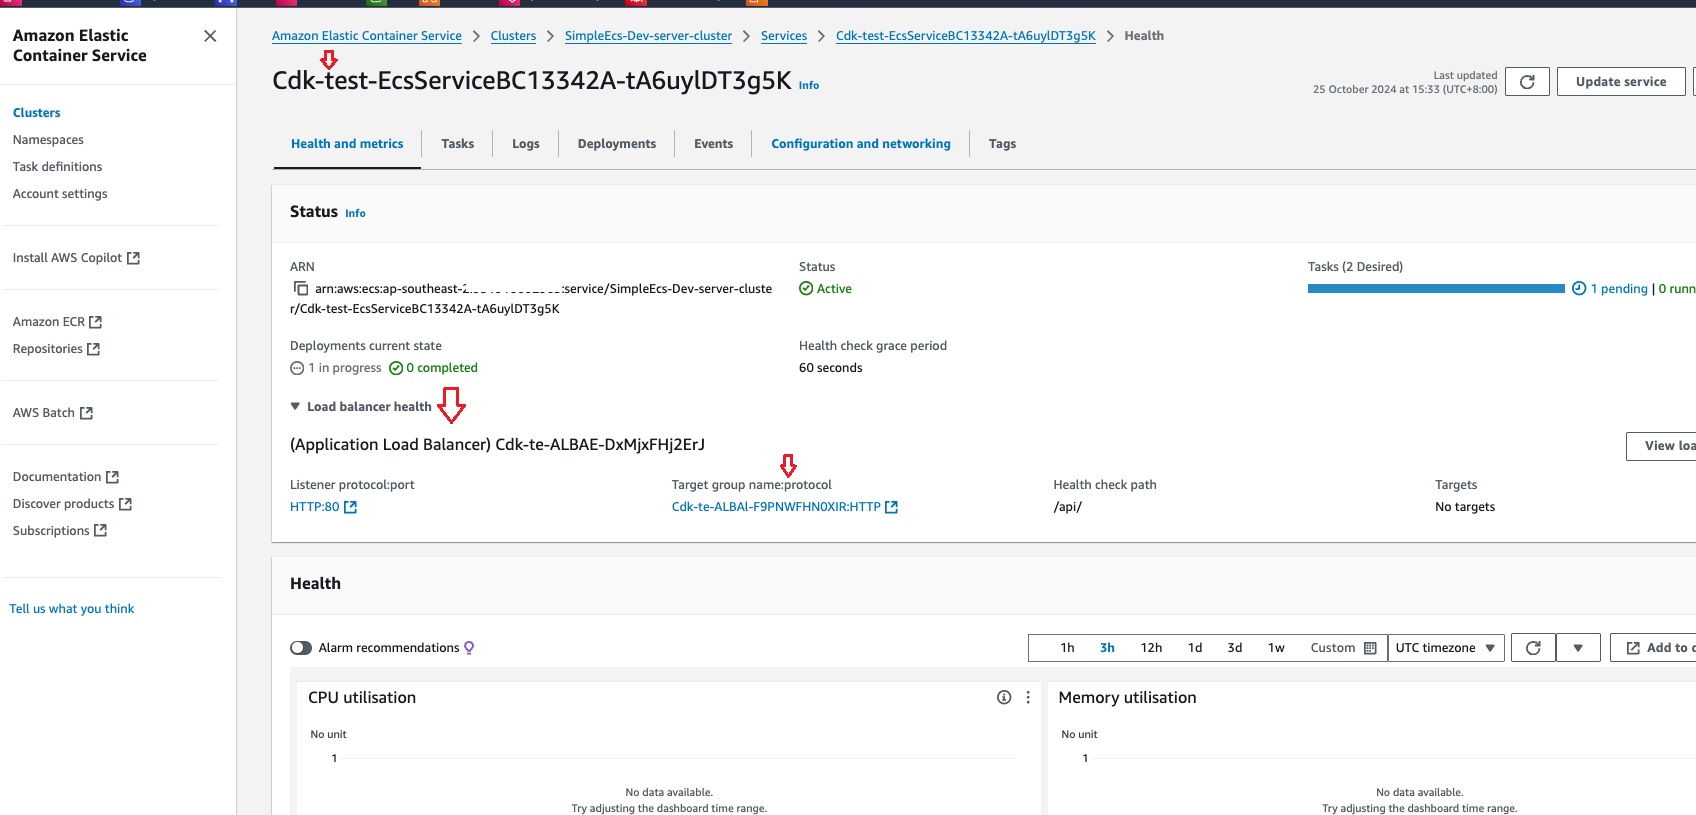 Amazon Elastic
Container Service
Clusters
Namespaces
Task definitions
Account settings
Install AWS Copilot
Amazon ECR
Repositories
AWS Batch
Documentation
Discover products
Subscriptions
Tell us what you think
Amazon Elastic Container Service > Clusters > SimpleEcs-Dev-server-cluster > Services > Cdk-test-EcsServiceBC13342A-tA6uylDT3g5K > Health
Cdk-test-EcsServiceBC13342A-tA6uylDT3g5K Info
Last updated
25 October 2024 at 15:33 (UTC+8:00)
Update service
Health and metrics Tasks Logs Deployments Events Configuration and networking Tags
Status Info
ARN Status Tasks (2 Desired)
arn:aws:ecs:ap-southeast- :service/SimpleEcs-Dev-server-cluste Active 1 pending | 0 runn
r/Cdk-test-EcsServiceBC13342A-tA6uylDT3g5K
Deployments current state Health check grace period
1 in progress 0 completed 60 seconds
Load balancer health
(Application Load Balancer) Cdk-te-ALBAE-DxMjxFHj2ErJ View loa
Listener protocol:port Target group name:protocol Health check path Targets
HTTP:80 Cdk-te-ALBAl-F9PNWFHN0XIR:HTTP /api/ No targets
Health
Alarm recommendations 1h 3h 12h 1d 3d 1w Custom UTC timezone Add to
CPU utilisation Memory utilisation
No unit No unit
1 1
No data available. No data available.
Try adjusting the dashboard time range. Try adjusting the dashboard time range.